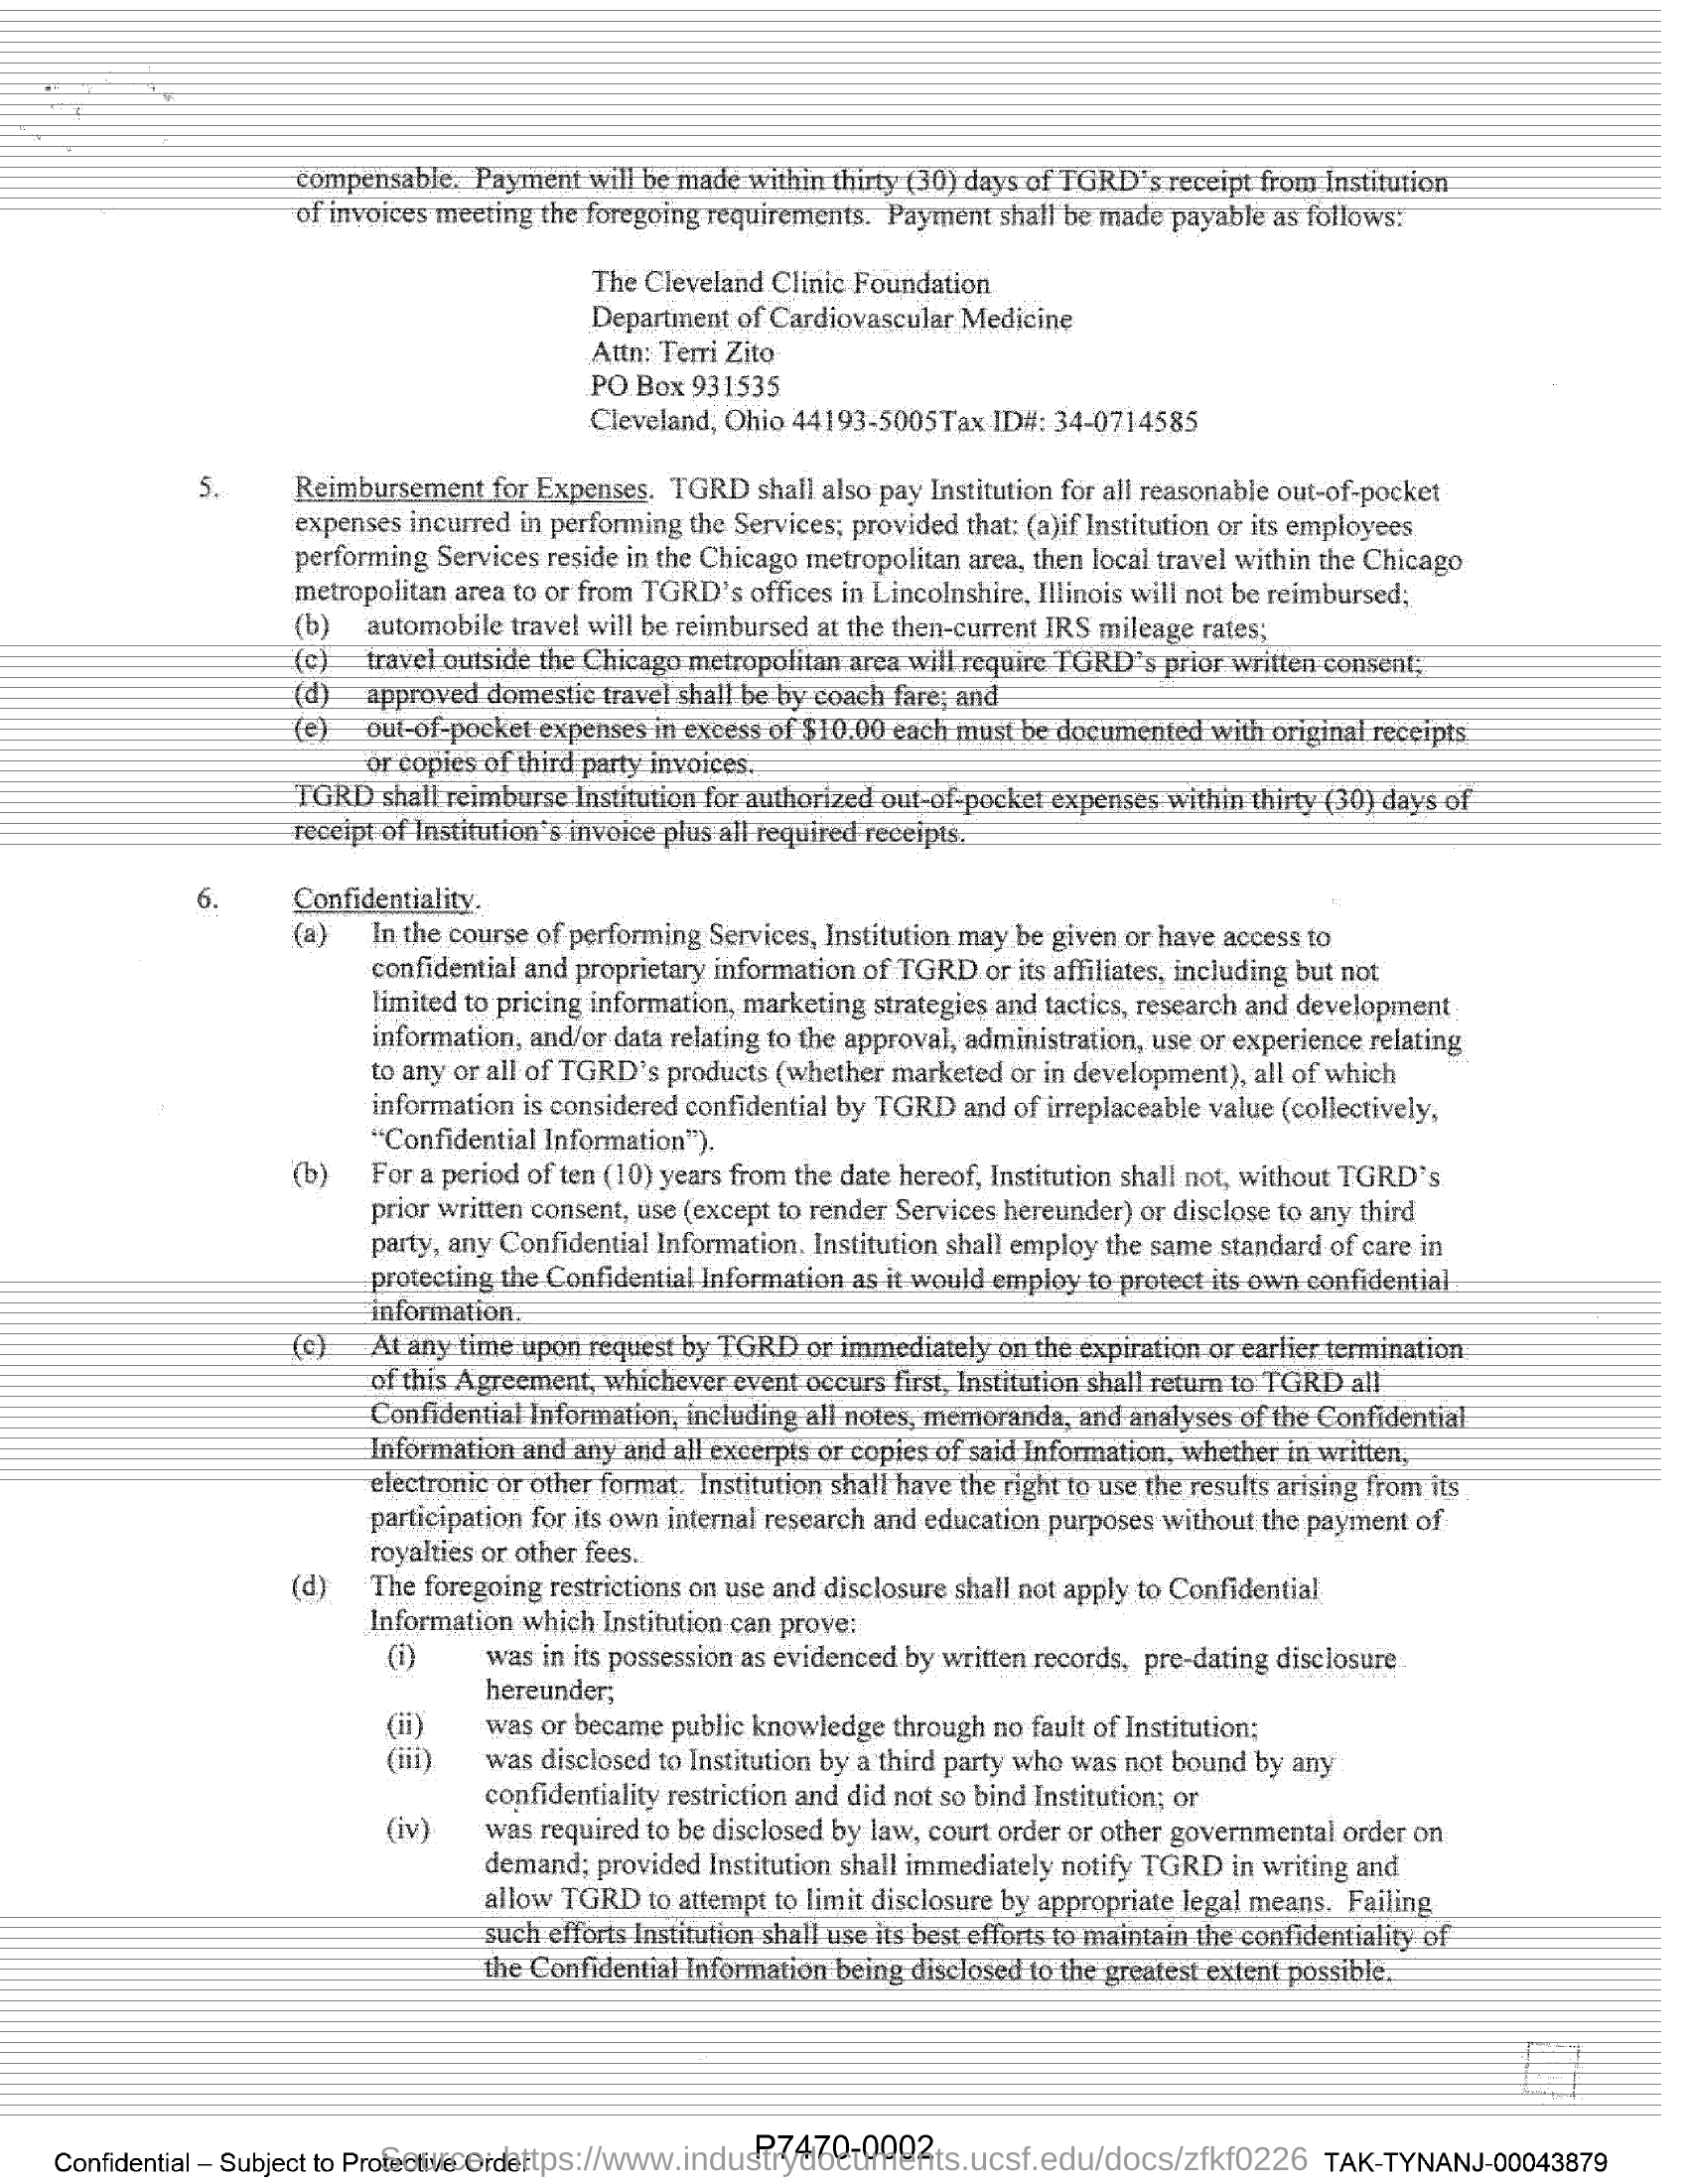 compensable. Payment will be made within thirty (30) days of TGRD's receipt from Institution
of invoices meeting the foregoing requirements. Payment shall be made payable as follows:
The Cleveland Clinic Foundation
Department of Cardiovascular Medicine
Attn: Terri Zito
PO Box 931535
Cleveland, Ohio 44193-5005Tax ID#: 34-0714585
5. Reimbursement for Expenses. TGRD shall also pay Institution for all reasonable out-of-pocket
expenses incurred in performing the Services; provided that: (a)if Institution or its employees
performing Services reside in the Chicago metropolitan area, then local travel within the Chicago
metropolitan area to or from TGRD's offices in Lincolnshire, Illinois will not be reimbursed;
(b) automobile travel will be reimbursed at the then-current IRS mileage rates;
(c) travel outside the Chicago metropolitan area will require TGRD's prior written consent;
(d) approved domestic travel shall be by coach fare; and
(e) out-of-pocket expenses in excess of $10.00 each must be documented with original receipts
or copies of third party invoices.
TGRD shall reimburse Institution for authorized out-of-pocket expenses within thirty (30) days of
receipt of Institution's invoice plus all required receipts.
6. Confidentiality.
(a) In the course of performing Services, Institution may be given or have access to
confidential and proprietary information of TGRD or its affiliates, including but not
limited to pricing information, marketing strategies and tactics, research and development
information, and/or data relating to the approval, administration, use or experience relating
to any or all of TGRD's products (whether marketed or in development), all of which
information is considered confidential by TGRD and of irreplaceable value (collectively,
“Confidential Information”).
(b) For a period of ten (10) years from the date hereof, Institution shall not, without TGRD's
prior written consent, use (except to render Services hereunder) or disclose to any third
party, any Confidential Information. Institution shall employ the same standard of care in
protecting the Confidential Information as it would employ to protect its own confidential
information.
(c) At any time upon request by TGRD or immediately on the expiration or earlier termination
of this Agreement, whichever event occurs first, Institution shall return to TGRD all
Confidential Information, including all notes, memoranda, and analyses of the Confidential
Information and any and all excerpts or copies of said Information, whether in written,
electronic or other format. Institution shall have the right to use the results arising from its
participation for its own internal research and education purposes without the payment of
royalties or other fees.
(d) The foregoing restrictions on use and disclosure shall not apply to Confidential
Information which Institution can prove:
(i) was in its possession as evidenced by written records, pre-dating disclosure
hereunder;
(ii) was or became public knowledge through no fault of Institution;
(iii) was disclosed to Institution by a third party who was not bound by any
confidentiality restriction and did not so bind Institution; or
(iv) was required to be disclosed by law, court order or other governmental order on
demand; provided Institution shall immediately notify TGRD in writing and
allow TGRD to attempt to limit disclosure by appropriate legal means. Failing
such efforts Institution shall use its best efforts to maintain the confidentiality of
the Confidential Information being disclosed to the greatest extent possible.
P7470-0002
Confidential – Subject to Protective Order
Source: https://www.industrydocuments.ucsf.edu/docs/zfkf0226
TAK-TYNANJ-00043879